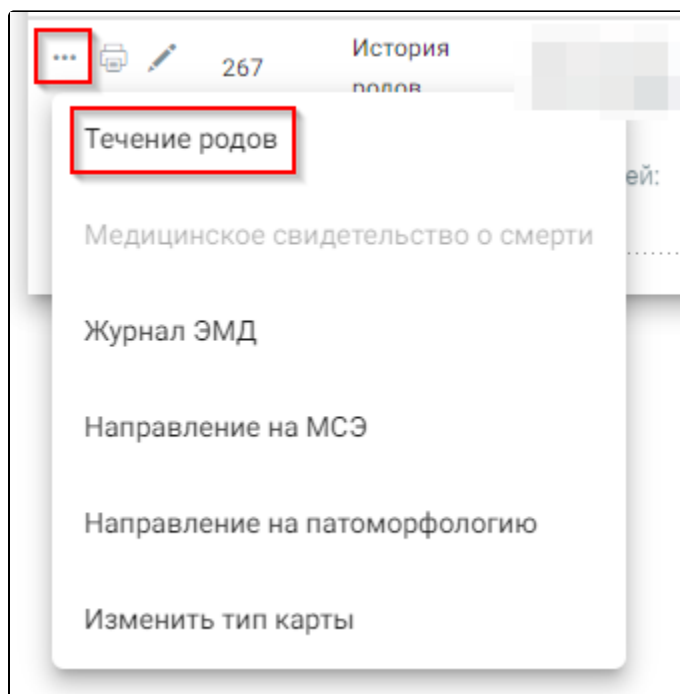 267
История
родов
Течение родов
ей:
Медицинское свидетельство о смерти
Журнал ЭМД
Направление на МСЭ
Направление на патоморфологию
Изменить тип карты